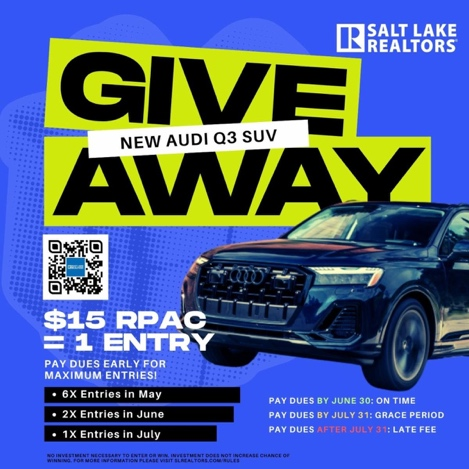 SALT LAKE
REALTORS®
GIVE
NEW AUDI Q3 SUV
AWAY
$15 RPAC
= 1 ENTRY
PAY DUES EARLY FOR
MAXIMUM ENTRIES!
• 6X Entries in May
• 2X Entries in June
• 1X Entries in July
PAY DUES BY JUNE 30: ON TIME
PAY DUES BY JULY 31: GRACE PERIOD
PAY DUES AFTER JULY 31: LATE FEE
NO INVESTMENT NECESSARY TO ENTER OR WIN. INVESTMENT DOES NOT INCREASE CHANCE OF
WINNING. FOR MORE INFORMATION PLEASE VISIT SLREALTORS.COM/RULES